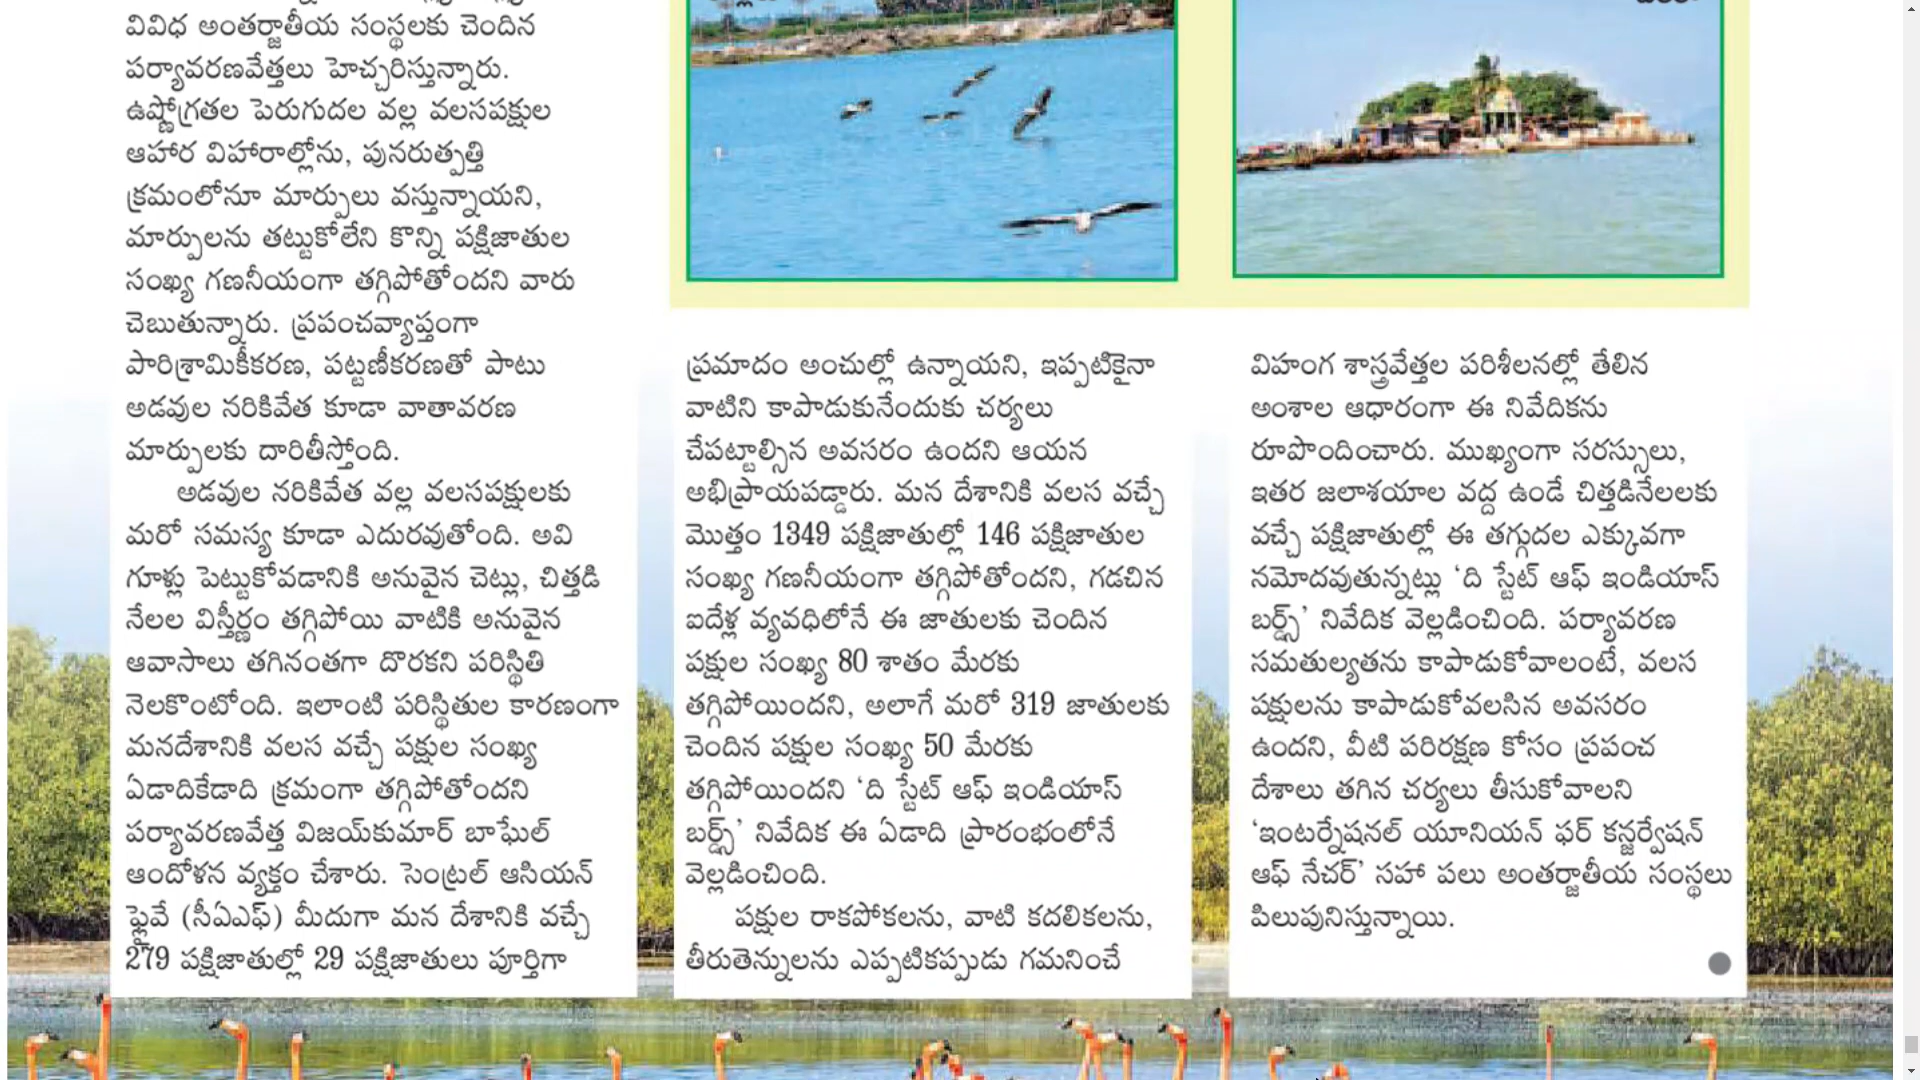 వివిధ అంతర్జాతీయ సంస్థలకు చెందిన
పర్యావరణవేత్తలు హెచ్చరిస్తున్నారు.
ఉష్ణోగ్రతల పెరుగుదల వల్ల వలసపక్షుల
ఆహార విహారాల్లోను, పునరుత్పత్తి
క్రమంలోనూ మార్పులు వస్తున్నాయని,
మార్పులను తట్టుకోలేని కొన్ని పక్షిజాతుల
సంఖ్య గణనీయంగా తగ్గిపోతోందని వారు
చెబుతున్నారు. ప్రపంచవ్యాప్తంగా
పారిశ్రామికీకరణ, పట్టణీకరణతో పాటు
అడవుల నరికివేత కూడా వాతావరణ
మార్పులకు దారితీస్తోంది.
అడవుల నరికివేత వల్ల వలసపక్షులకు
మరో సమస్య కూడా ఎదురవుతోంది. అవి
గూళ్లు పెట్టుకోవడానికి అనువైన చెట్లు, చిత్తడి
నేలల విస్తీర్ణం తగ్గిపోయి వాటికి అనువైన
ఆవాసాలు తగినంతగా దొరకని పరిస్థితి
నెలకొంటోంది. ఇలాంటి పరిస్థితుల కారణంగా
మనదేశానికి వలస వచ్చే పక్షుల సంఖ్య
ఏడాదికేడాది క్రమంగా తగ్గిపోతోందని
పర్యావరణవేత్త విజయ్‌కుమార్ బాఘేల్
ఆందోళన వ్యక్తం చేశారు. సెంట్రల్ ఆసియన్
ఫ్లైవే (సీఏఎఫ్) మీదుగా మన దేశానికి వచ్చే
279 పక్షిజాతుల్లో 29 పక్షిజాతులు పూర్తిగా
ప్రమాదం అంచుల్లో ఉన్నాయని, ఇప్పటికైనా
వాటిని కాపాడుకునేందుకు చర్యలు
చేపట్టాల్సిన అవసరం ఉందని ఆయన
అభిప్రాయపడ్డారు. మన దేశానికి వలస వచ్చే
మొత్తం 1349 పక్షిజాతుల్లో 146 పక్షిజాతుల
సంఖ్య గణనీయంగా తగ్గిపోతోందని, గడచిన
ఐదేళ్ల వ్యవధిలోనే ఈ జాతులకు చెందిన
పక్షుల సంఖ్య 80 శాతం మేరకు
తగ్గిపోయిందని, అలాగే మరో 319 జాతులకు
చెందిన పక్షుల సంఖ్య 50 మేరకు
తగ్గిపోయిందని ‘ది స్టేట్ ఆఫ్ ఇండియాస్
బర్డ్స్’ నివేదిక ఈ ఏడాది ప్రారంభంలోనే
వెల్లడించింది.
పక్షుల రాకపోకలను, వాటి కదలికలను,
తీరుతెన్నులను ఎప్పటికప్పుడు గమనించే
విహంగ శాస్త్రవేత్తల పరిశీలనల్లో తేలిన
అంశాల ఆధారంగా ఈ నివేదికను
రూపొందించారు. ముఖ్యంగా సరస్సులు,
ఇతర జలాశయాల వద్ద ఉండే చిత్తడినేలలకు
వచ్చే పక్షిజాతుల్లో ఈ తగ్గుదల ఎక్కువగా
నమోదవుతున్నట్లు ‘ది స్టేట్ ఆఫ్ ఇండియాస్
బర్డ్స్’ నివేదిక వెల్లడించింది. పర్యావరణ
సమతుల్యతను కాపాడుకోవాలంటే, వలస
పక్షులను కాపాడుకోవలసిన అవసరం
ఉందని, వీటి పరిరక్షణ కోసం ప్రపంచ
దేశాలు తగిన చర్యలు తీసుకోవాలని
‘ఇంటర్నేషనల్ యూనియన్ ఫర్ కన్జర్వేషన్
ఆఫ్ నేచర్’ సహా పలు అంతర్జాతీయ సంస్థలు
పిలుపునిస్తున్నాయి.